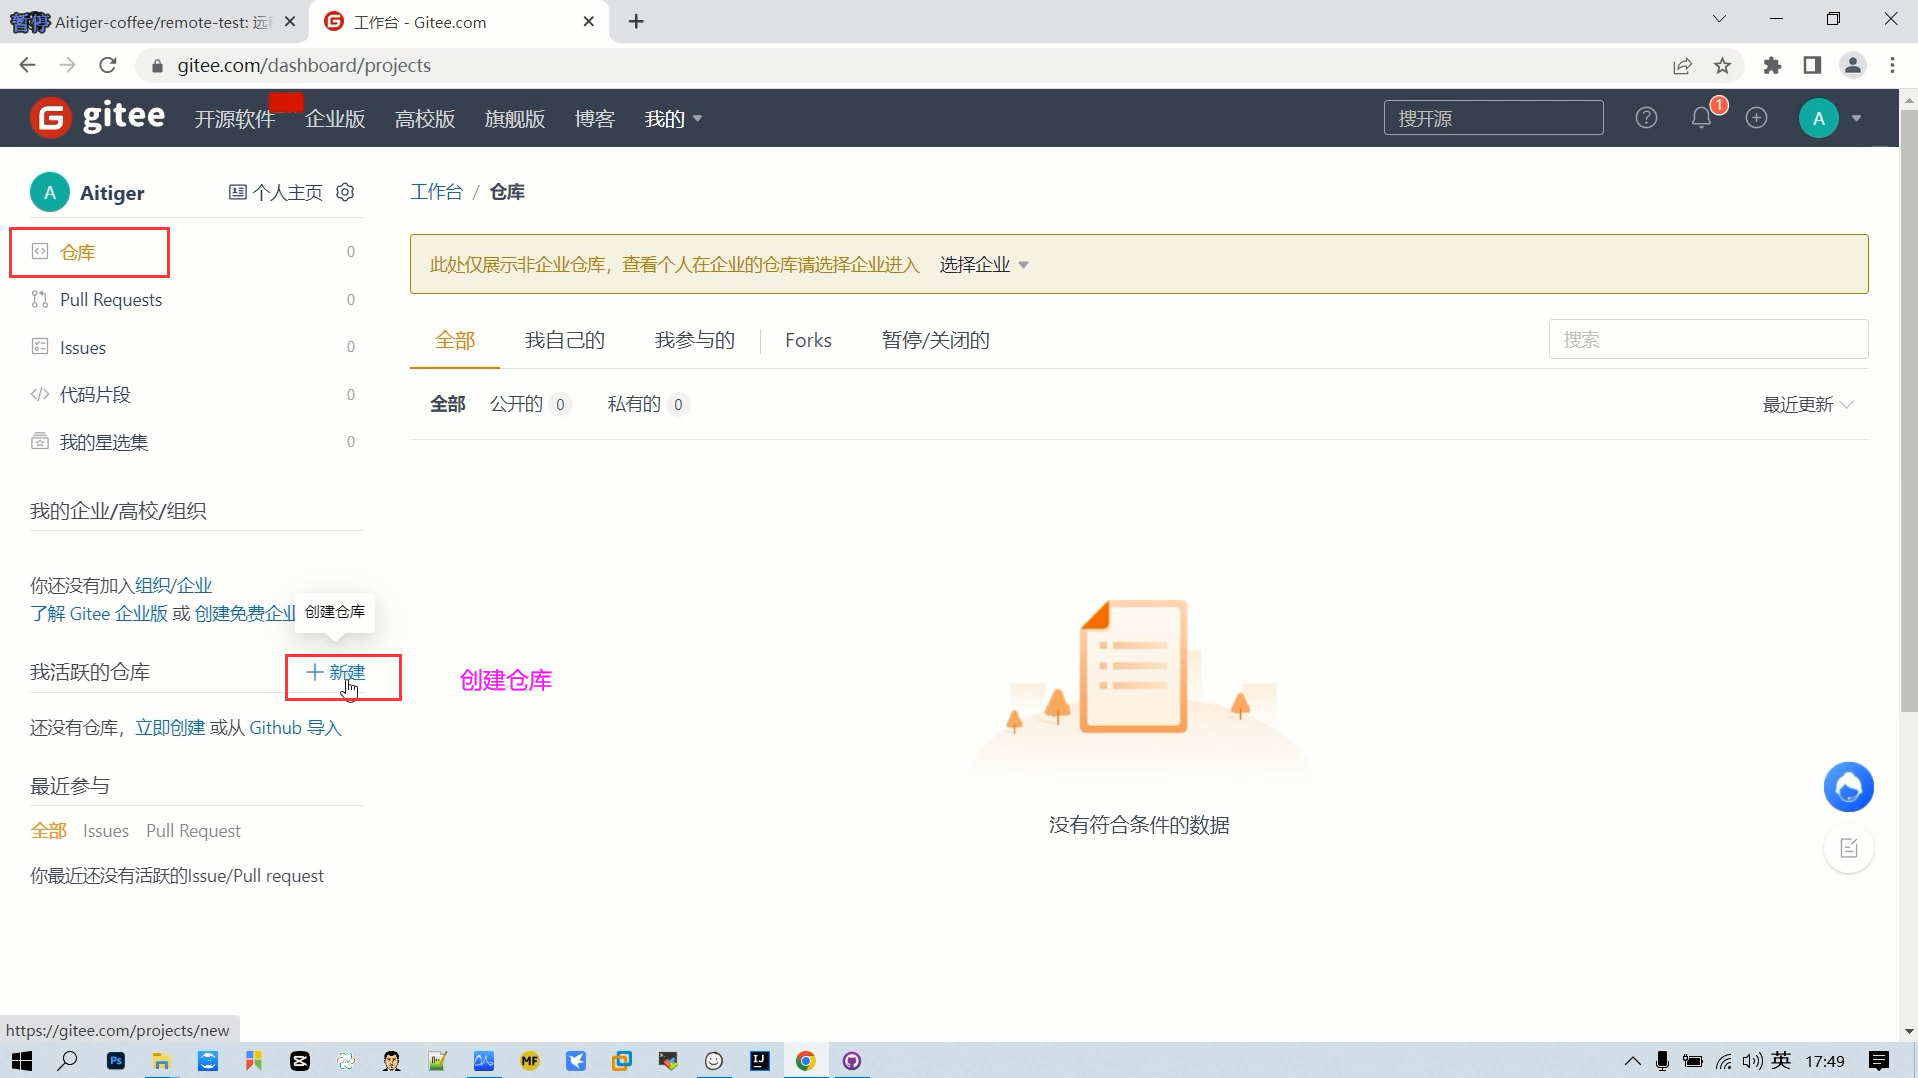 暂停 Aitiger-coffee/remote-test: 远
工作台 - Gitee.com
gitee.com/dashboard/projects
gitee 开源软件 企业版 高校版 旗舰版 博客 我的 搜开源 1 A
A Aitiger 个人主页
工作台 / 仓库
仓库 0
此处仅展示非企业仓库，查看个人在企业的仓库请选择企业进入 选择企业
Pull Requests 0
全部 我自己的 我参与的 Forks 暂停/关闭的 搜索
Issues 0
代码片段 0
全部 公开的 0 私有的 0 最近更新
我的星选集 0
我的企业/高校/组织
你还没有加入组织/企业
了解 Gitee 企业版 或 创建免费企业
创建仓库
我活跃的仓库 新建
创建仓库
还没有仓库，立即创建 或从 Github 导入
最近参与
全部 Issues Pull Request
没有符合条件的数据
你最近还没有活跃的Issue/Pull request
https://gitee.com/projects/new
Ps MF IJ 英 17:49